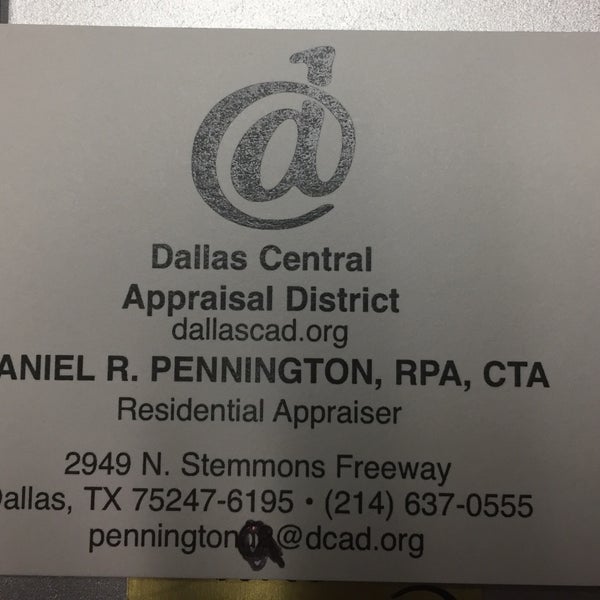 Dallas Central
Appraisal District
dallascad.org
ANIEL R. PENNINGTON, RPA, CTA
Residential Appraiser
2949 N. Stemmons Freeway
Dallas, TX 75247-6195 • (214) 637-0555
pennington @dcad.org